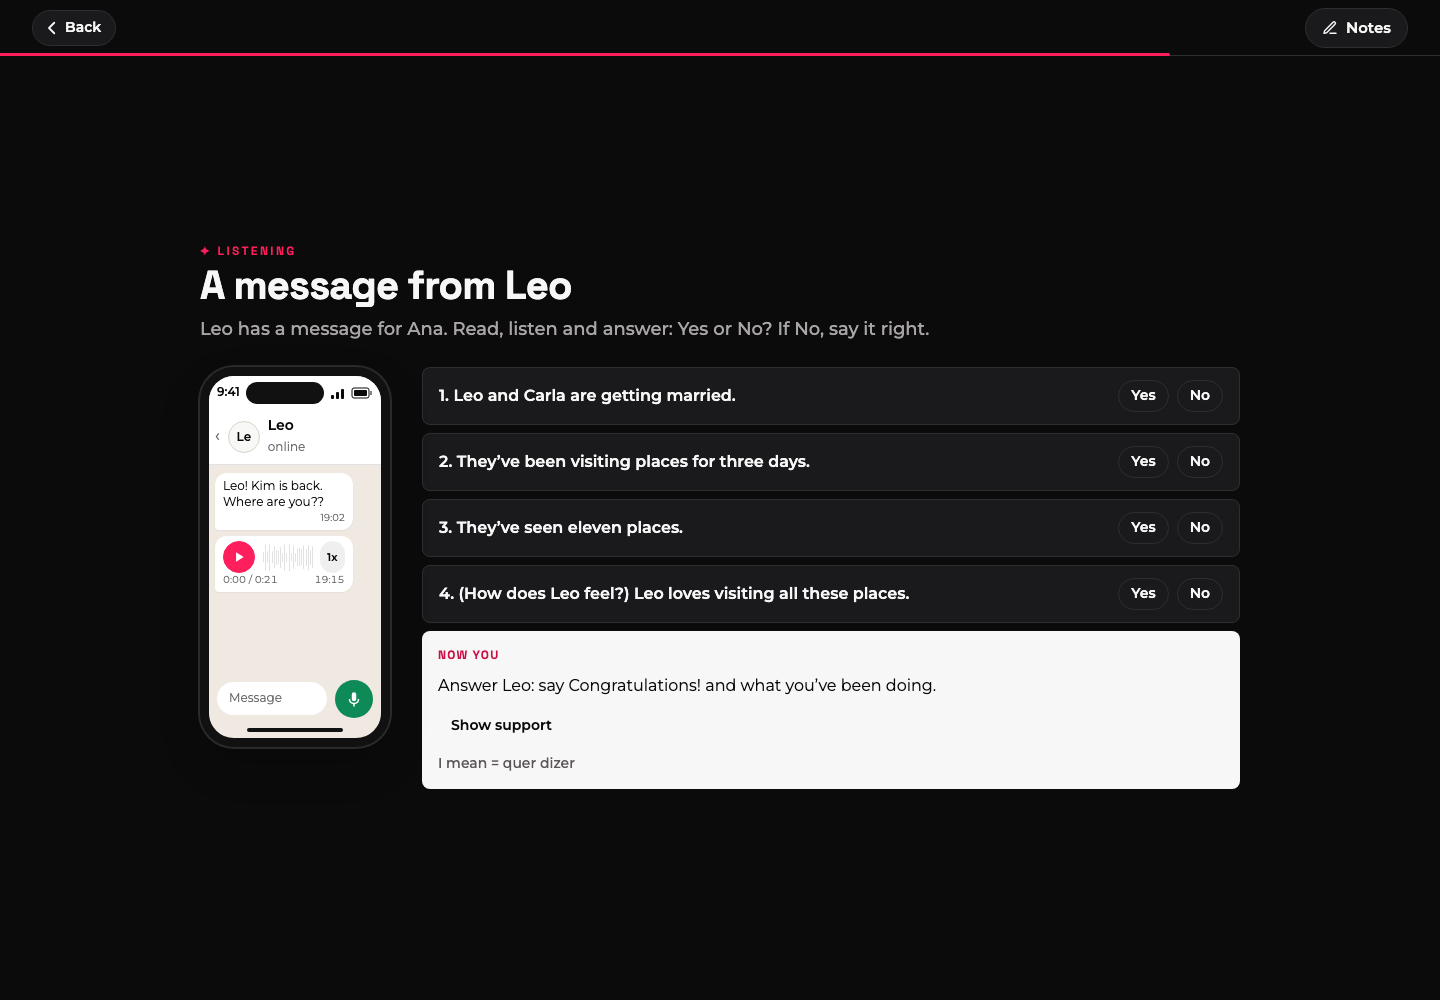 Back
Notes
LISTENING
A message from Leo
Leo has a message for Ana. Read, listen and answer: Yes or No? If No, say it right.
9:41
Le
Leo
online
Leo! Kim is back.
Where are you??
19:02
1x
0:00 / 0:21
19:15
Message
1. Leo and Carla are getting married.
Yes
No
2. They’ve been visiting places for three days.
Yes
No
3. They’ve seen eleven places.
Yes
No
4. (How does Leo feel?) Leo loves visiting all these places.
Yes
No
NOW YOU
Answer Leo: say Congratulations! and what you’ve been doing.
Show support
I mean = quer dizer